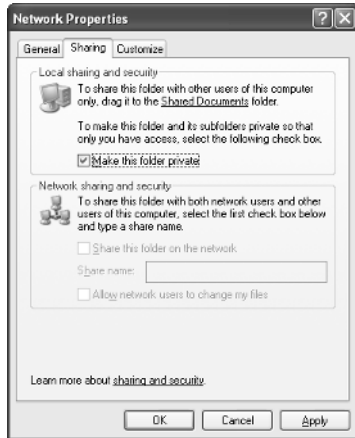 Network Properties
General Sharing Customize
Local sharing and security
To share this folder with other users of this computer
only, drag it to the Shared Documents folder.
To make this folder and its subfolders private so that
only you have access, select the following check box.
Make this folder private
Network sharing and security
To share this folder with both network users and other
users of this computer, select the first check box below
and type a share name.
Share this folder on the network
Share name:
Allow network users to change my files
Learn more about sharing and security.
OK Cancel Apply